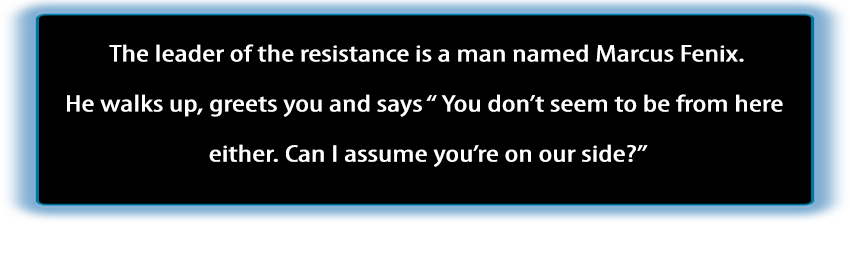 The leader of the resistance is a man named Marcus Fenix.
He walks up, greets you and says “ You don’t seem to be from here
either. Can I assume you’re on our side?”